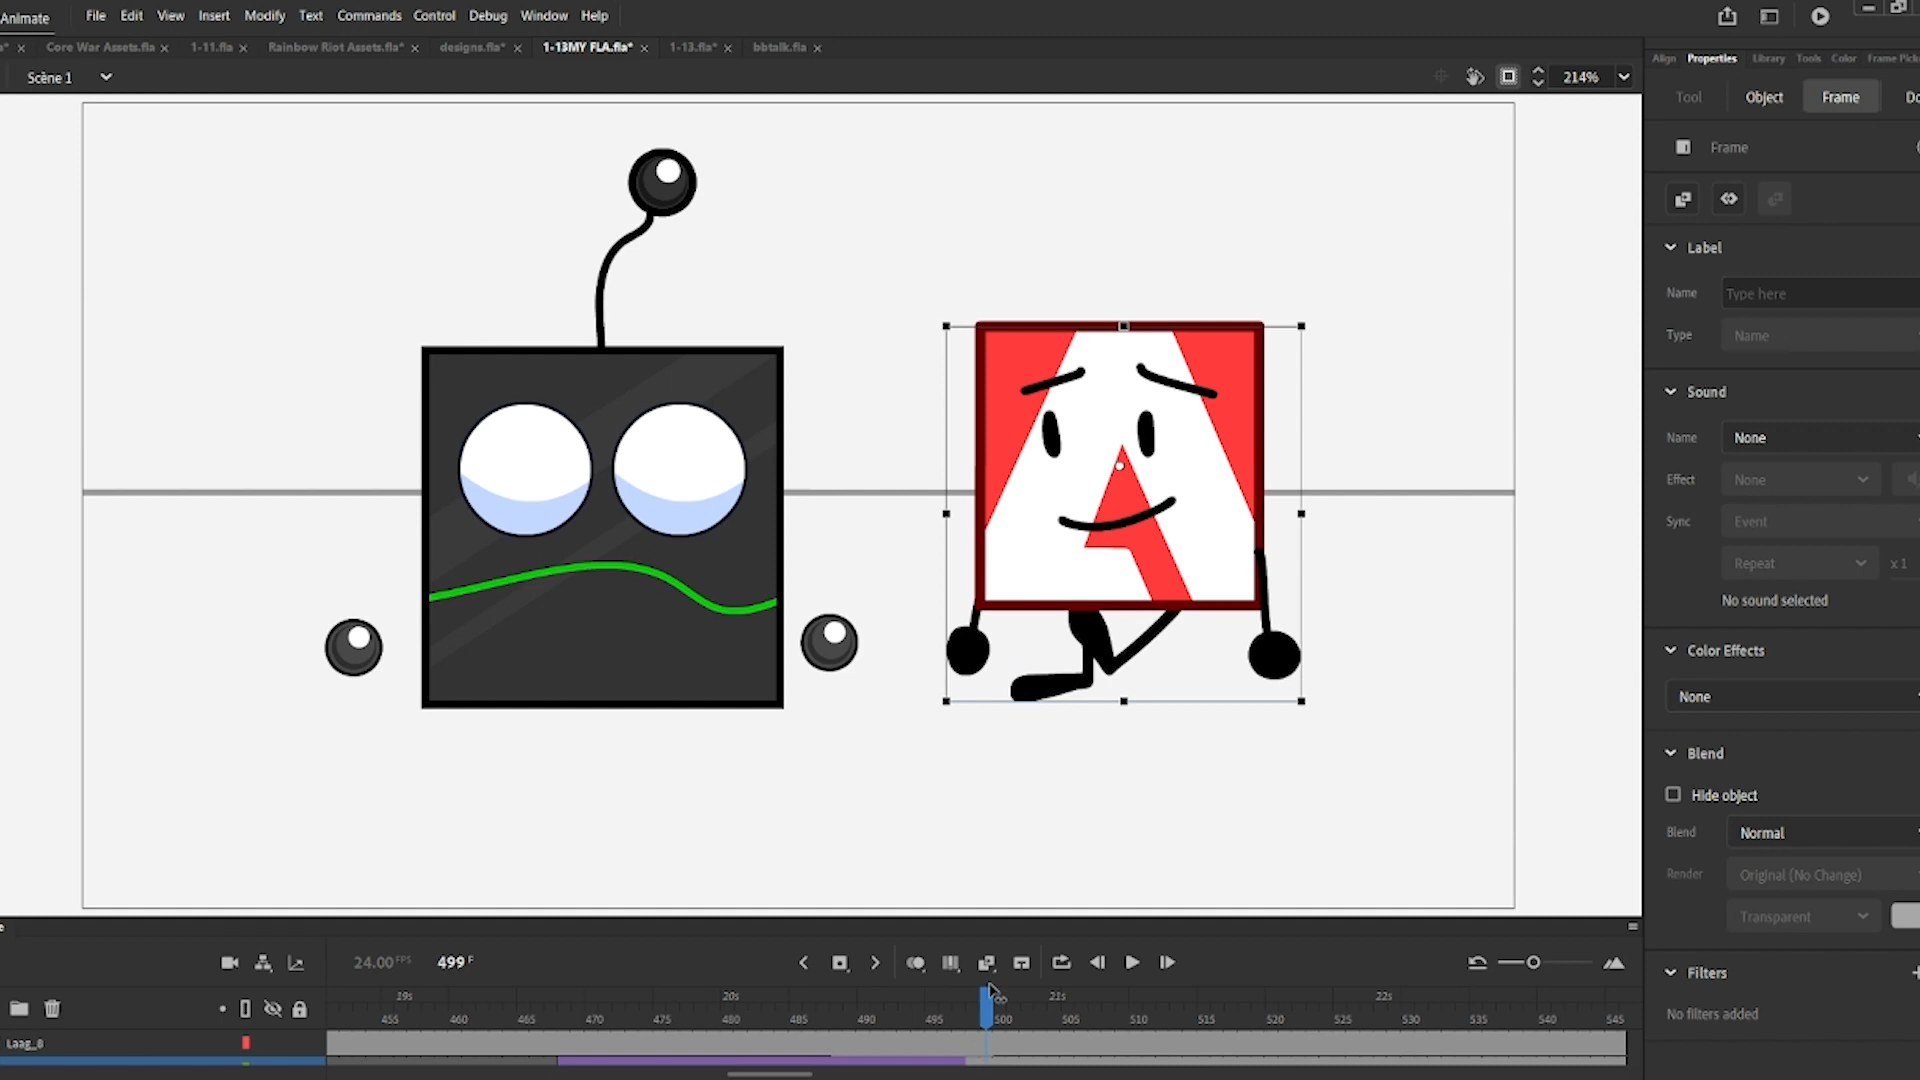 Animate File Edit View Insert Modify Text Commands Control Debug Window Help
Core War Assets.fla × 1-11.fla × Rainbow Riot Assets.fla* × designs.fla* × 1-13MY FLA.fla* × 1-13.fla* × bbtalk.fla ×
Align Properties Library Tools Color Frame Pick
Scène 1
214%
Tool Object Frame Do
Frame
Label
Name Type here
Type Name
Sound
Name None
Effect None
Sync Event
Repeat x 1
No sound selected
Color Effects
None
Blend
Hide object
Blend Normal
Render Original (No Change)
Transparent
Filters
No filters added
24.00 FPS 499 F
19s 20s 21s 22s
455 460 465 470 475 480 485 490 495 500 505 510 515 520 525 530 535 540 545
Laag_8